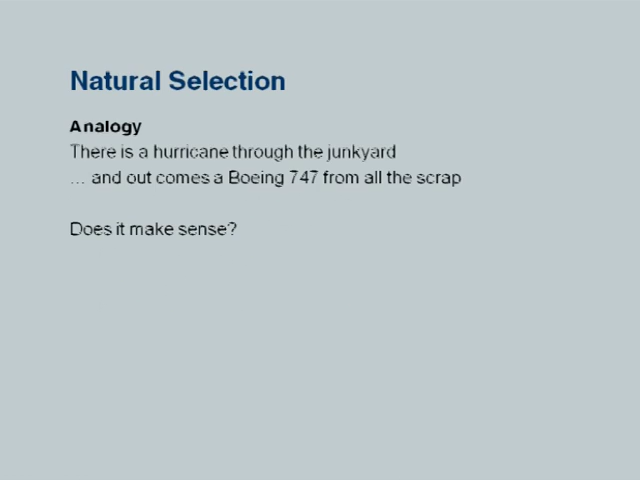 Natural Selection
Analogy
There is a hurricane through the junkyard
… and out comes a Boeing 747 from all the scrap
Does it make sense?